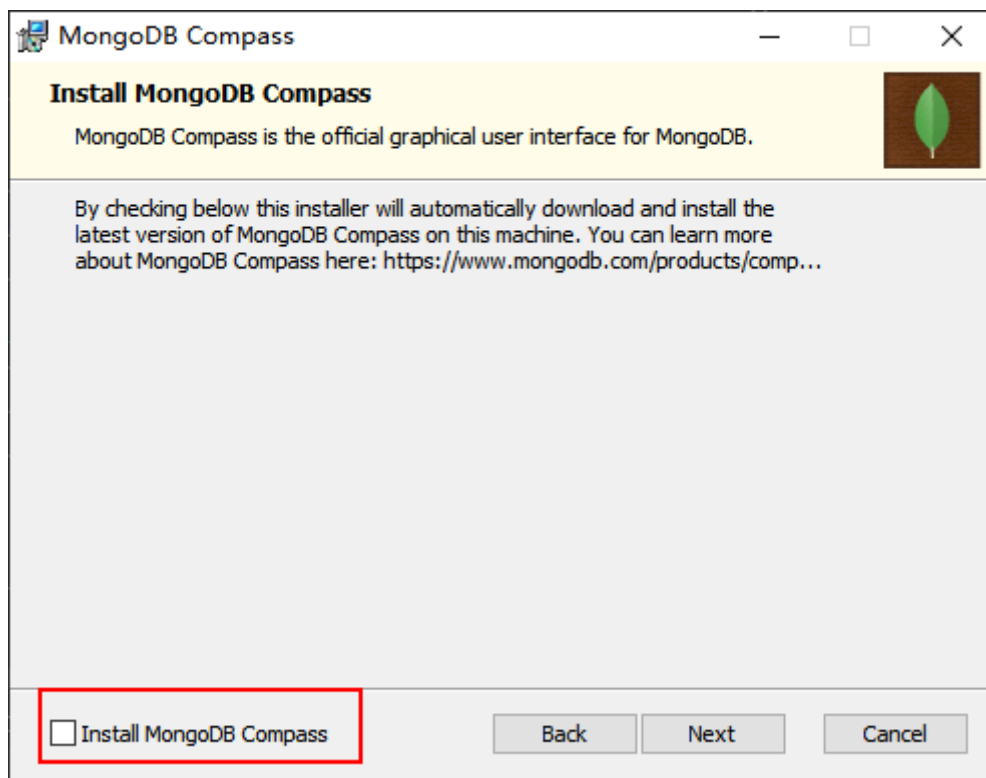 MongoDB Compass
Install MongoDB Compass
MongoDB Compass is the official graphical user interface for MongoDB.
By checking below this installer will automatically download and install the
latest version of MongoDB Compass on this machine. You can learn more
about MongoDB Compass here: https://www.mongodb.com/products/comp...
Install MongoDB Compass
Back
Next
Cancel